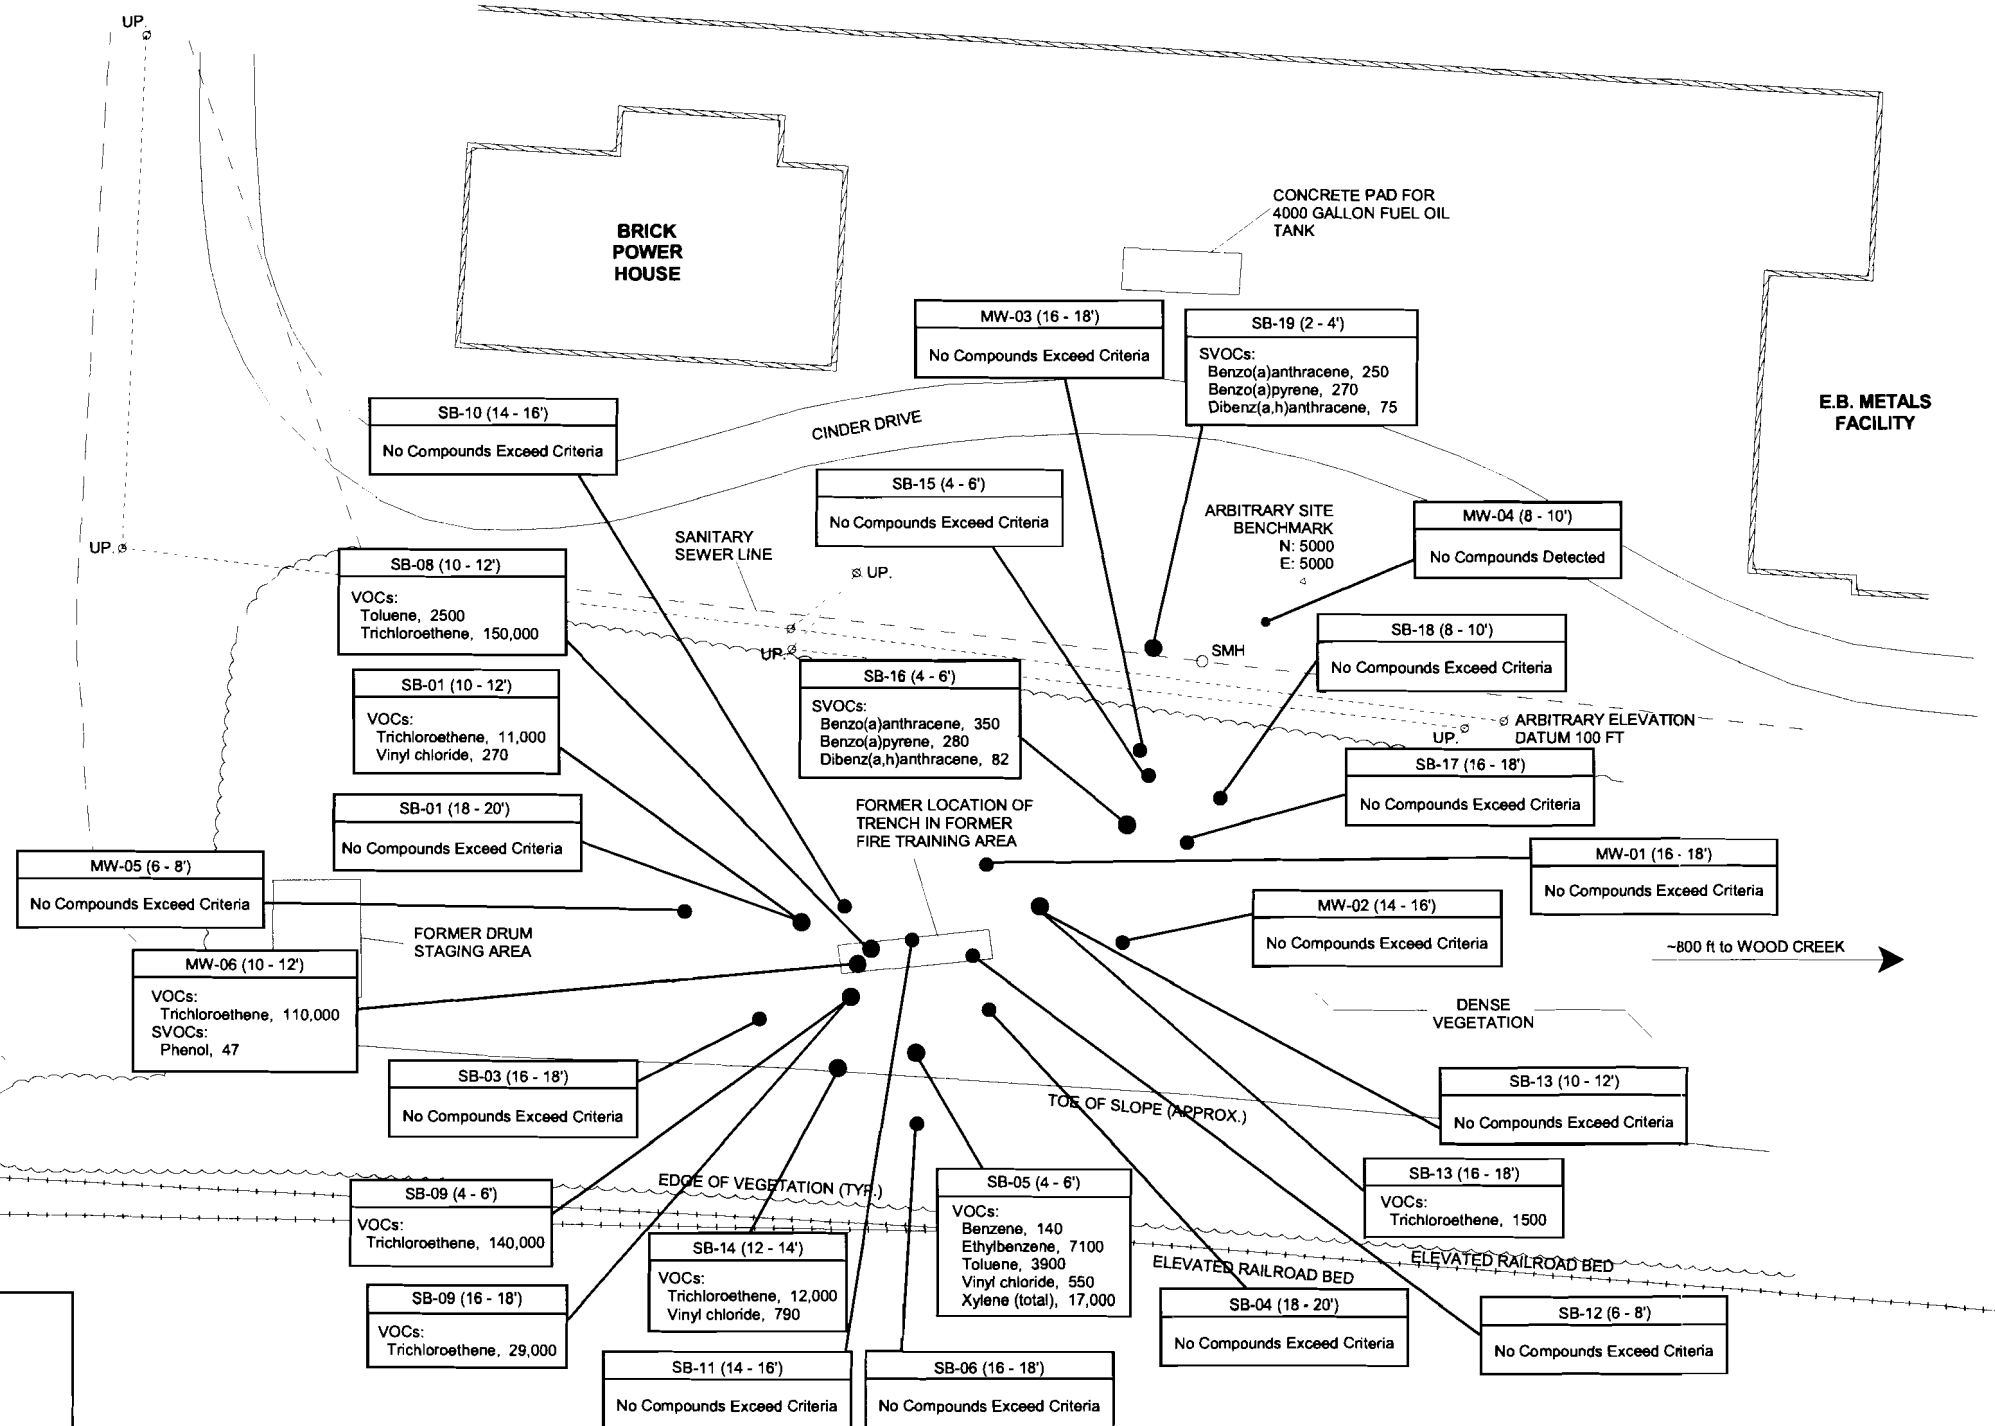 UP.
BRICK
POWER
HOUSE
CONCRETE PAD FOR
4000 GALLON FUEL OIL
TANK
MW-03 (16 - 18')
No Compounds Exceed Criteria
SB-19 (2 - 4')
SVOCs:
Benzo(a)anthracene, 250
Benzo(a)pyrene, 270
Dibenz(a,h)anthracene, 75
E.B. METALS
FACILITY
SB-10 (14 - 16')
No Compounds Exceed Criteria
CINDER DRIVE
SB-15 (4 - 6')
No Compounds Exceed Criteria
ARBITRARY SITE
BENCHMARK
N: 5000
E: 5000
MW-04 (8 - 10')
No Compounds Detected
SANITARY
SEWER LINE
UP.
UP.
UP.
SB-08 (10 - 12')
VOCs:
Toluene, 2500
Trichloroethene, 150,000
SMH
SB-18 (8 - 10')
No Compounds Exceed Criteria
SB-01 (10 - 12')
VOCs:
Trichloroethene, 11,000
Vinyl chloride, 270
SB-16 (4 - 6')
SVOCs:
Benzo(a)anthracene, 350
Benzo(a)pyrene, 280
Dibenz(a,h)anthracene, 82
ARBITRARY ELEVATION
DATUM 100 FT
UP.
SB-17 (16 - 18')
No Compounds Exceed Criteria
SB-01 (18 - 20')
No Compounds Exceed Criteria
FORMER LOCATION OF
TRENCH IN FORMER
FIRE TRAINING AREA
MW-01 (16 - 18')
No Compounds Exceed Criteria
MW-05 (6 - 8')
No Compounds Exceed Criteria
FORMER DRUM
STAGING AREA
MW-02 (14 - 16')
No Compounds Exceed Criteria
~800 ft to WOOD CREEK
MW-06 (10 - 12')
VOCs:
Trichloroethene, 110,000
SVOCs:
Phenol, 47
DENSE
VEGETATION
SB-03 (16 - 18')
No Compounds Exceed Criteria
TOE OF SLOPE (APPROX.)
SB-13 (10 - 12')
No Compounds Exceed Criteria
SB-13 (16 - 18')
VOCs:
Trichloroethene, 1500
EDGE OF VEGETATION (TYP.)
SB-09 (4 - 6')
VOCs:
Trichloroethene, 140,000
SB-05 (4 - 6')
VOCs:
Benzene, 140
Ethylbenzene, 7100
Toluene, 3900
Vinyl chloride, 550
Xylene (total), 17,000
SB-14 (12 - 14')
VOCs:
Trichloroethene, 12,000
Vinyl chloride, 790
ELEVATED RAILROAD BED
ELEVATED RAILROAD BED
SB-09 (16 - 18')
VOCs:
Trichloroethene, 29,000
SB-04 (18 - 20')
No Compounds Exceed Criteria
SB-12 (6 - 8')
No Compounds Exceed Criteria
SB-11 (14 - 16')
No Compounds Exceed Criteria
SB-06 (16 - 18')
No Compounds Exceed Criteria